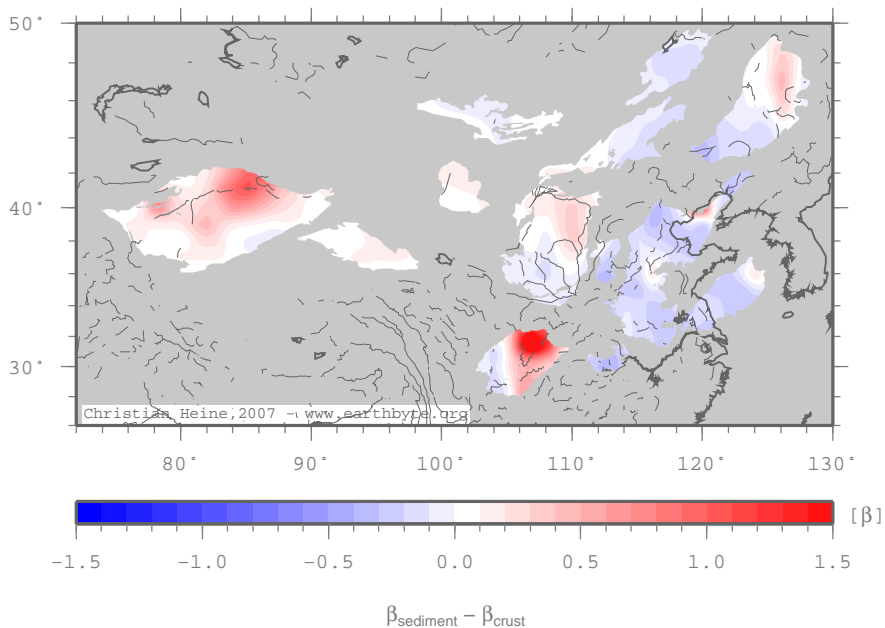 50°
40°
30°
Christian Heine,2007 - www.earthbyte.org
80° 90° 100° 110° 120° 130°
[β]
-1.5 -1.0 -0.5 0.0 0.5 1.0 1.5
βsediment – βcrust